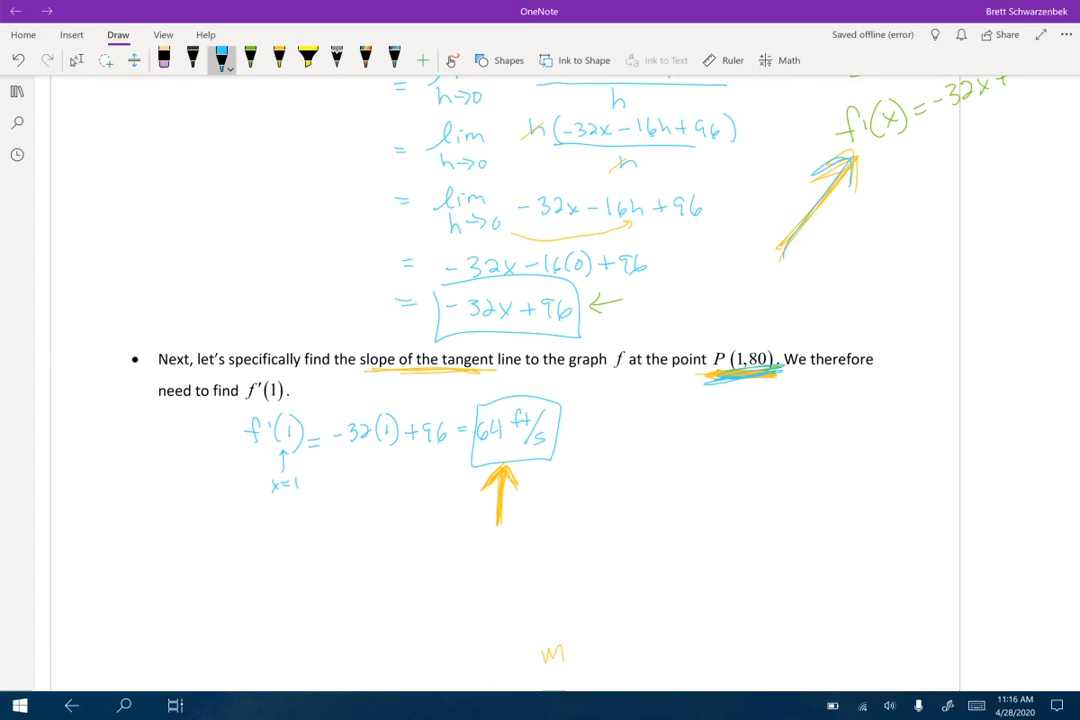 OneNote
Brett Schwarzenbek
Home Insert Draw View Help
Saved offline (error) Share
Shapes Ink to Shape Ink to Text Ruler Math
= h→0 h
f'(x) = -32x+
= lim h→0 h(-32x-16h+96) / h
= lim h→0 -32x-16h+96
= -32x-16(0)+96
= -32x+96 ←
• Next, let's specifically find the slope of the tangent line to the graph f at the point P (1,80). We therefore
need to find f'(1).
f'(1) = -32(1)+96 = 64 ft/s
↑
x=1
m
11:16 AM
4/28/2020